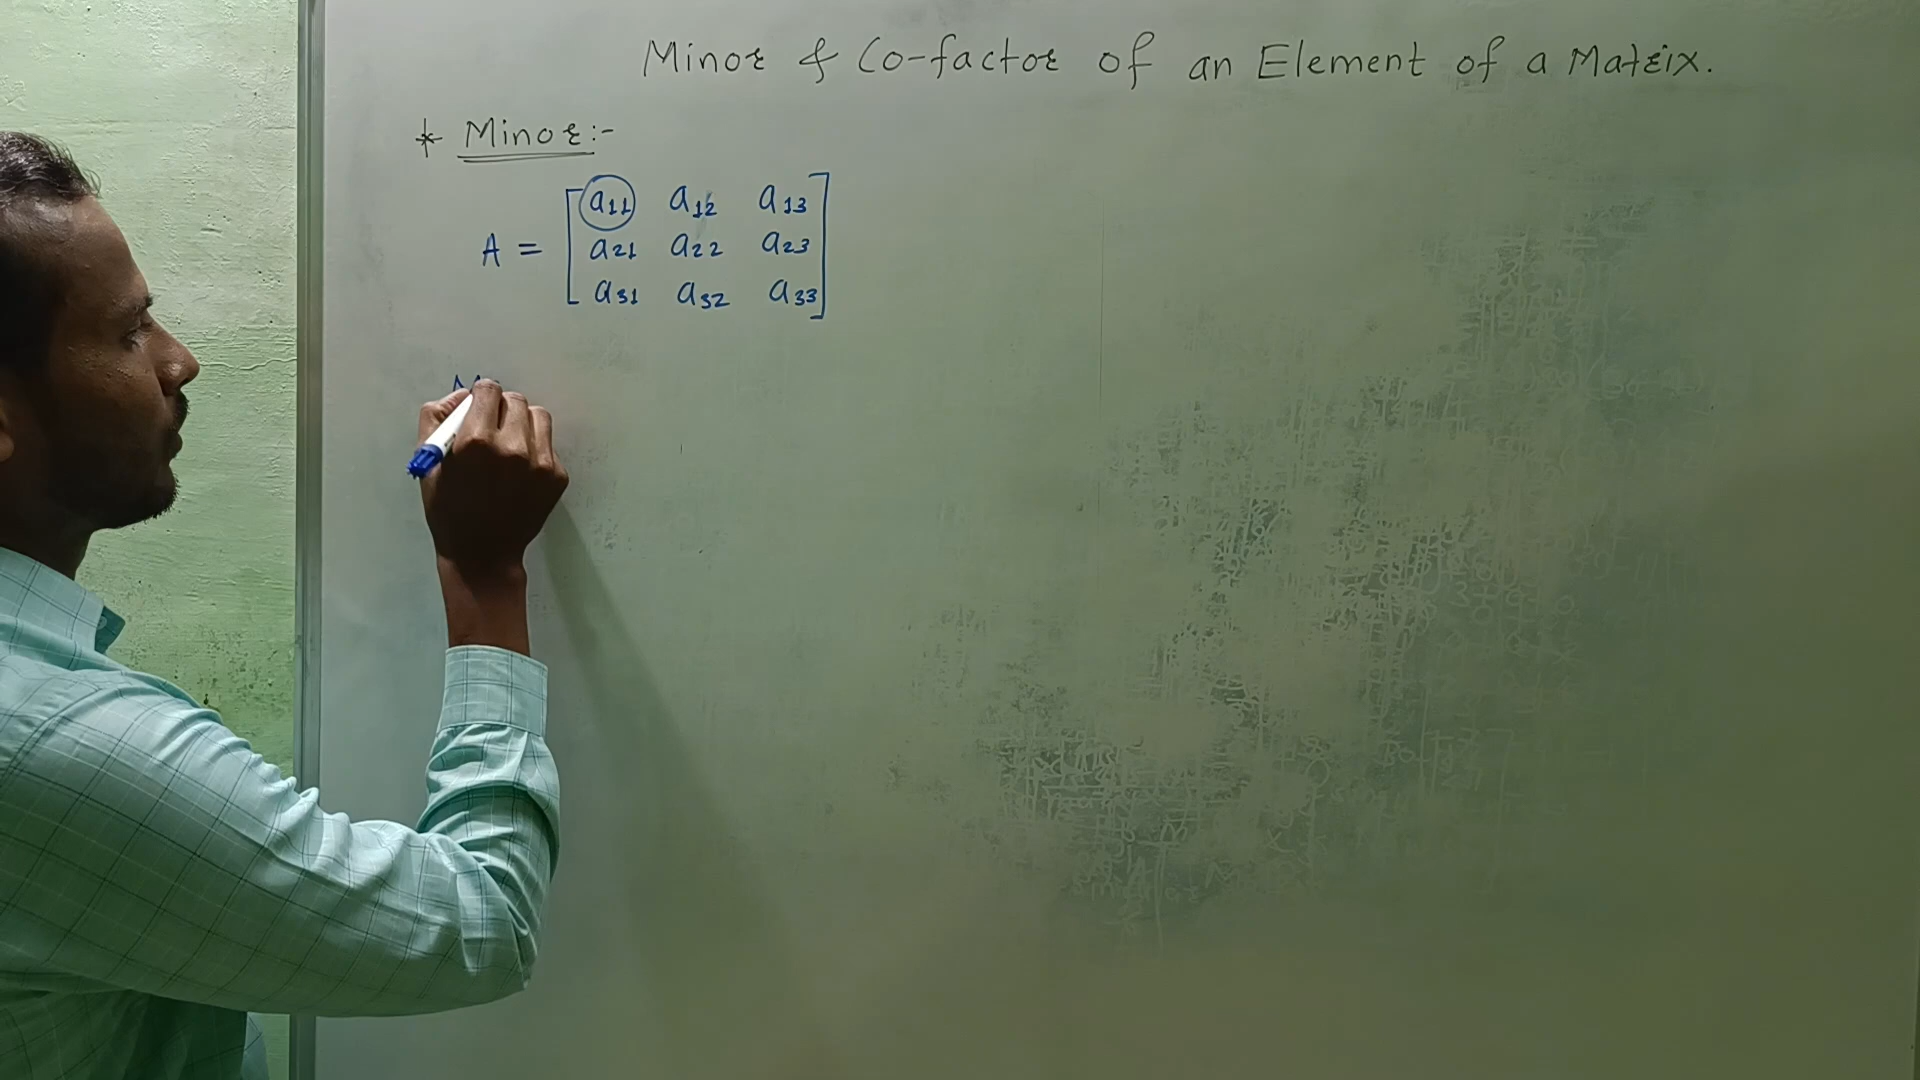 Minor & Co-factor of an Element of a Matrix.
* Minor:-
A = [a11 a12 a13
a21 a22 a23
a31 a32 a33]
M